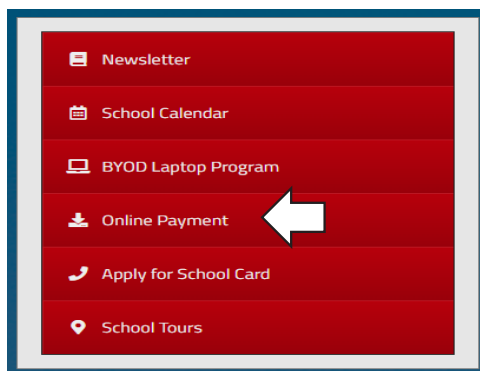 Newsletter
School Calendar
BYOD Laptop Program
Online Payment
Apply for School Card
School Tours